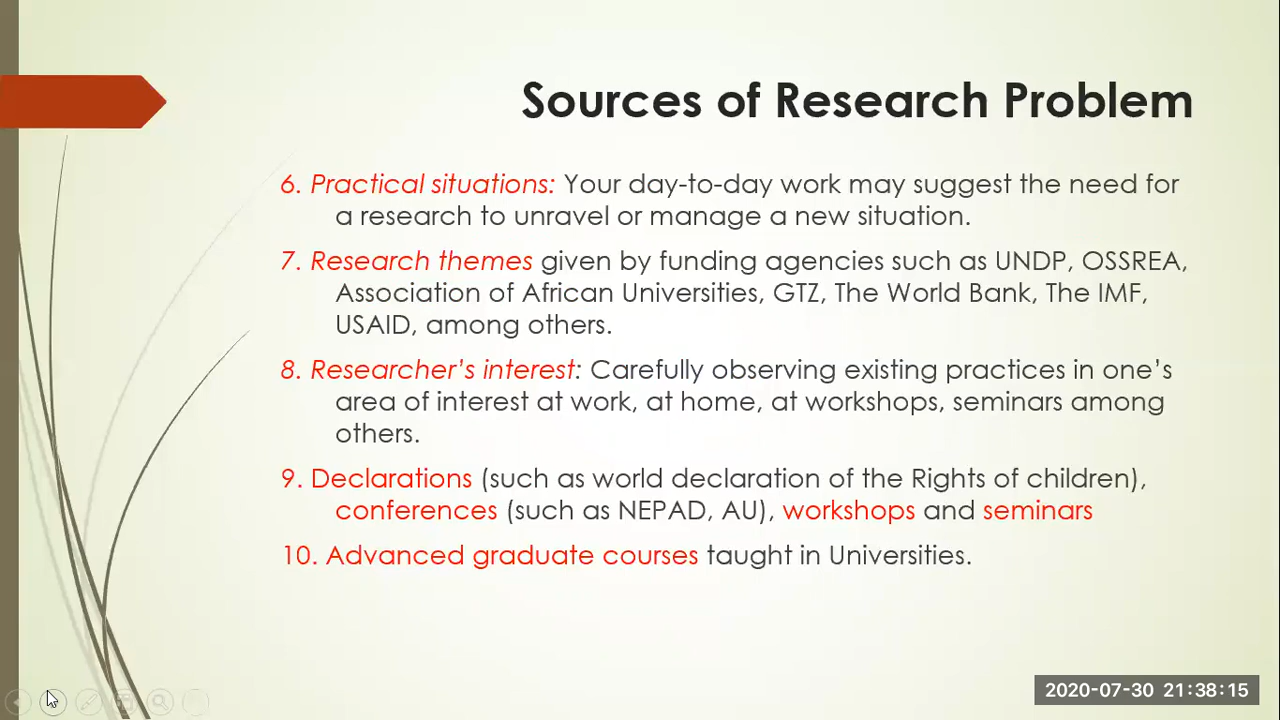 Sources of Research Problem
6. Practical situations: Your day-to-day work may suggest the need for
a research to unravel or manage a new situation.
7. Research themes given by funding agencies such as UNDP, OSSREA,
Association of African Universities, GTZ, The World Bank, The IMF,
USAID, among others.
8. Researcher’s interest: Carefully observing existing practices in one’s
area of interest at work, at home, at workshops, seminars among
others.
9. Declarations (such as world declaration of the Rights of children),
conferences (such as NEPAD, AU), workshops and seminars
10. Advanced graduate courses taught in Universities.
2020-07-30 21:38:15